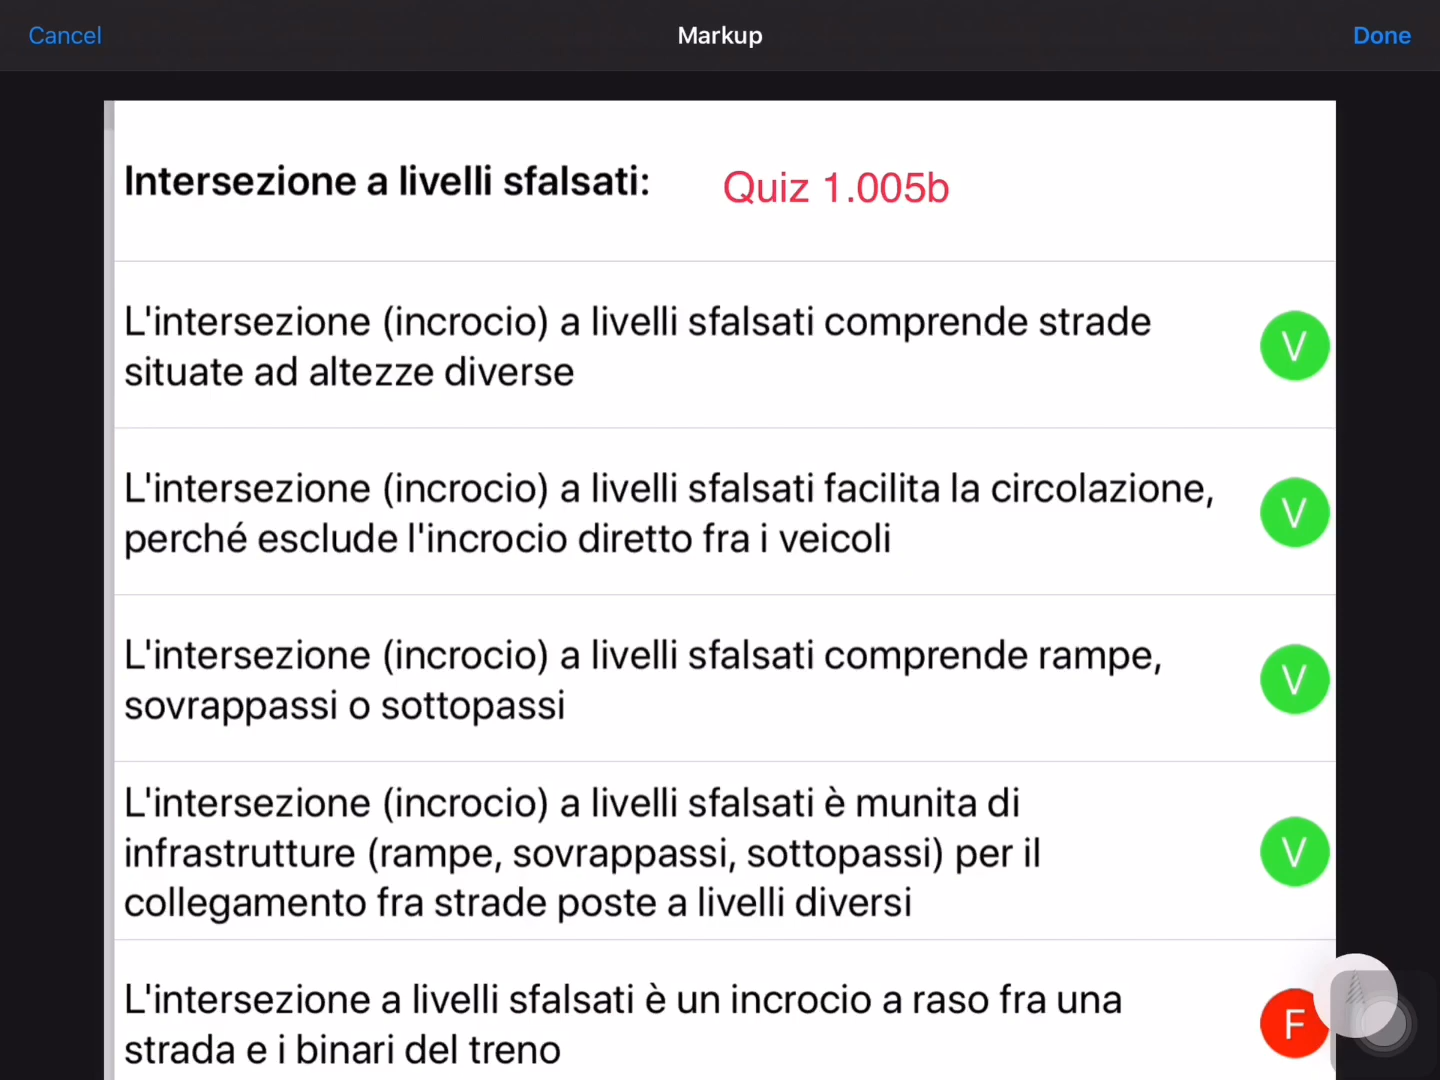 Cancel
Markup
Done
Intersezione a livelli sfalsati:
Quiz 1.005b
L'intersezione (incrocio) a livelli sfalsati comprende strade
situate ad altezze diverse
V
L'intersezione (incrocio) a livelli sfalsati facilita la circolazione,
perché esclude l'incrocio diretto fra i veicoli
V
L'intersezione (incrocio) a livelli sfalsati comprende rampe,
sovrappassi o sottopassi
V
L'intersezione (incrocio) a livelli sfalsati è munita di
infrastrutture (rampe, sovrappassi, sottopassi) per il
collegamento fra strade poste a livelli diversi
V
L'intersezione a livelli sfalsati è un incrocio a raso fra una
strada e i binari del treno
F